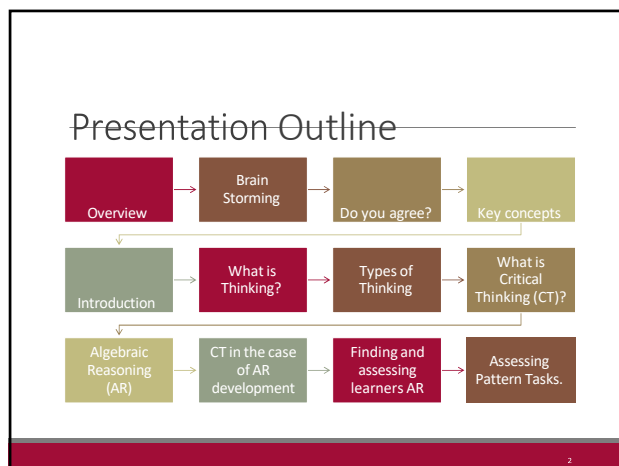 Presentation Outline
Overview
Brain
Storming
Do you agree?
Key concepts
Introduction
What is
Thinking?
Types of
Thinking
What is
Critical
Thinking (CT)?
Algebraic
Reasoning
(AR)
CT in the case
of AR
development
Finding and
assessing
learners AR
Assessing
Pattern Tasks.
2